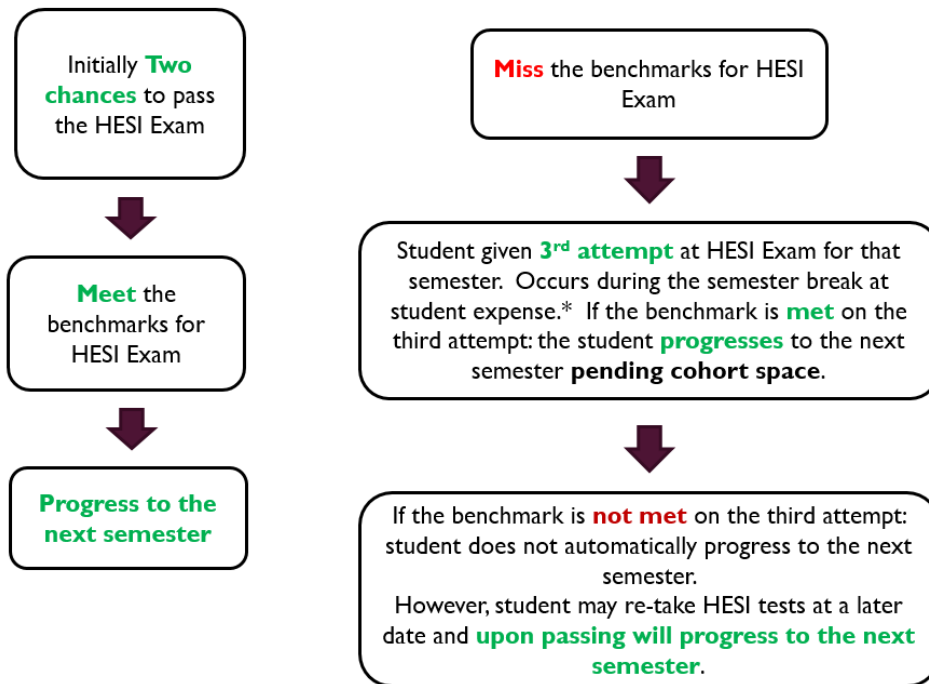 Initially Two
chances to pass
the HESI Exam
Meet the
benchmarks for
HESI Exam
Progress to the
next semester
Miss the benchmarks for HESI
Exam
Student given 3rd attempt at HESI Exam for that
semester. Occurs during the semester break at
student expense.* If the benchmark is met on the
third attempt: the student progresses to the next
semester pending cohort space.
If the benchmark is not met on the third attempt:
student does not automatically progress to the next
semester.
However, student may re-take HESI tests at a later
date and upon passing will progress to the next
semester.